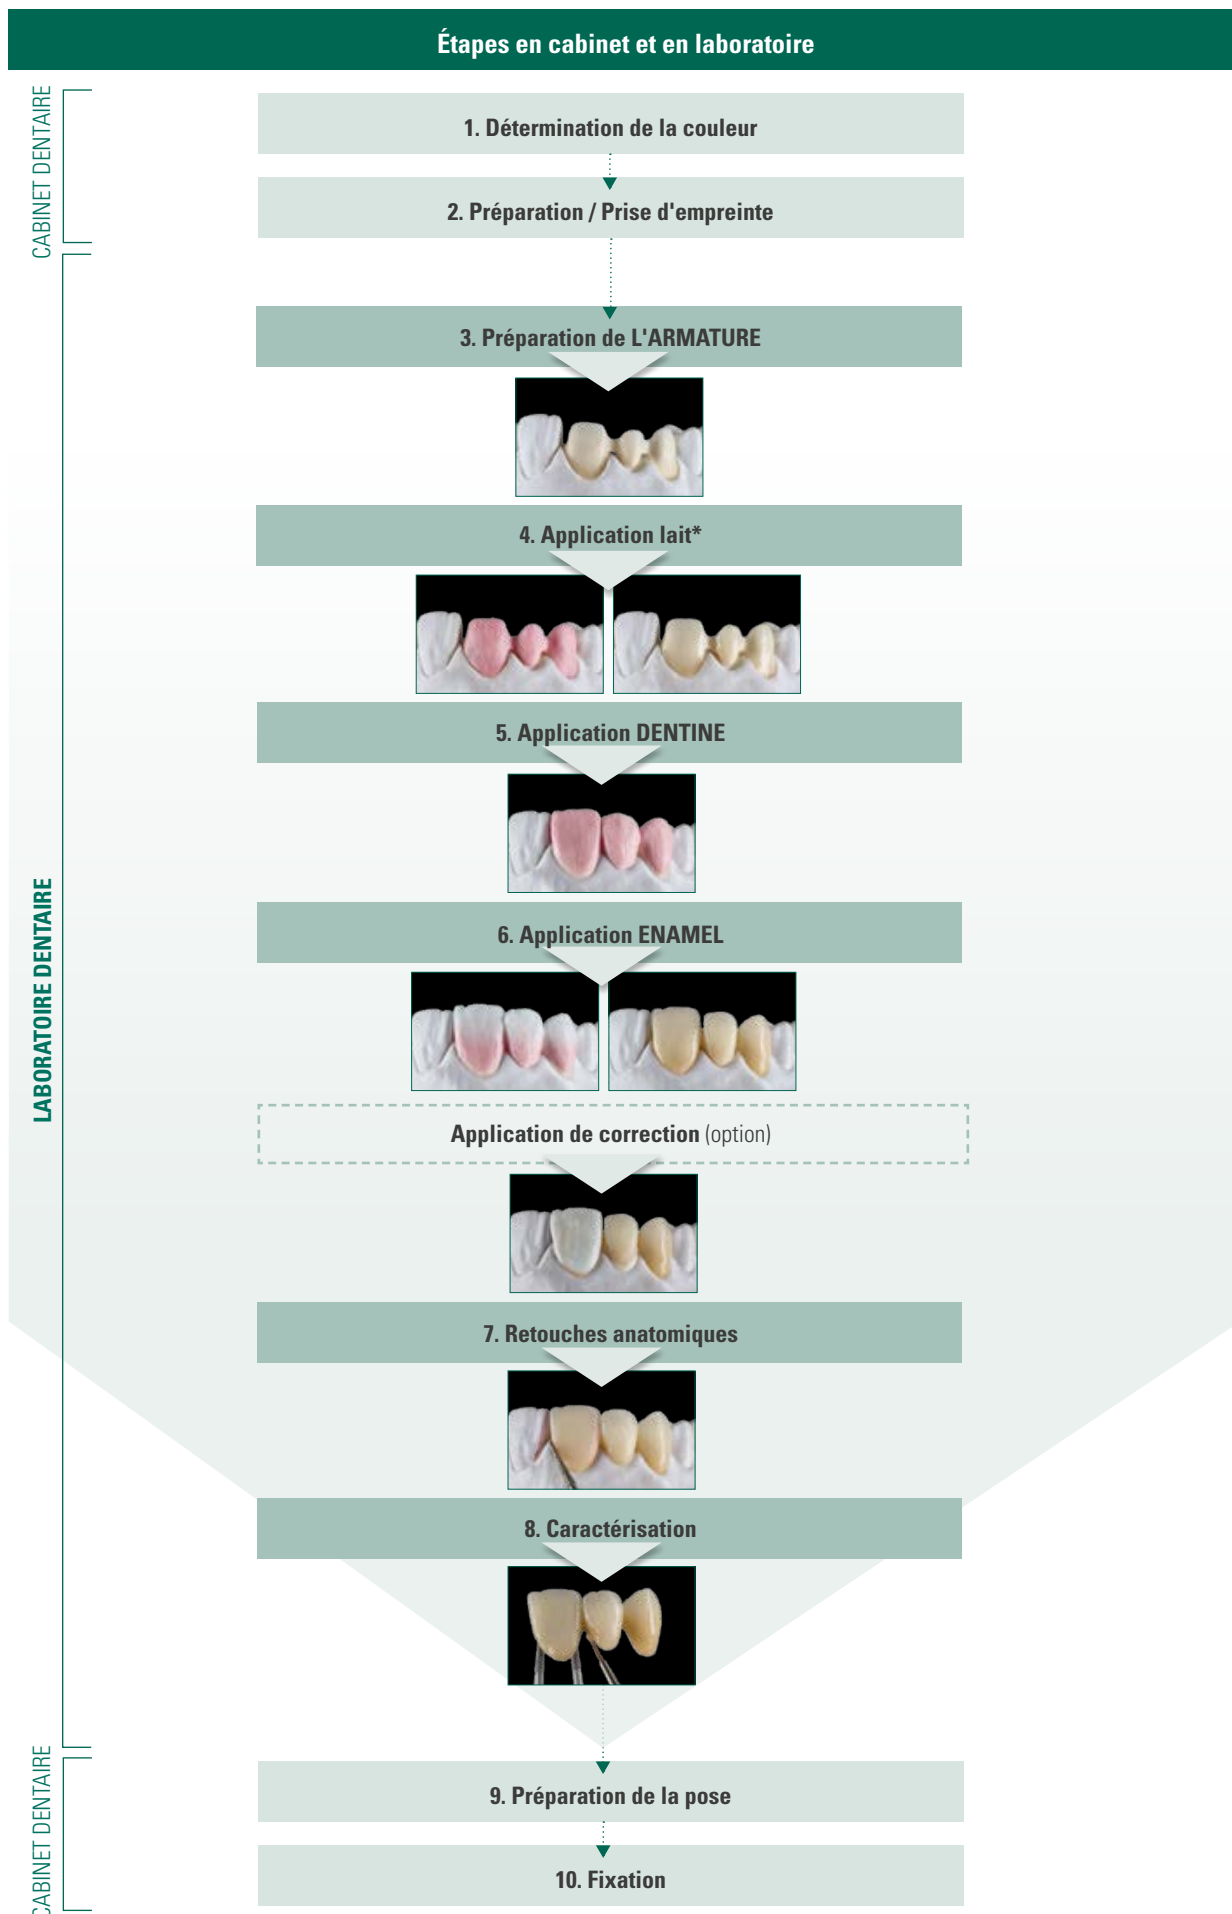 Étapes en cabinet et en laboratoire
CABINET DENTAIRE
1. Détermination de la couleur
2. Préparation / Prise d'empreinte
LABORATOIRE DENTAIRE
3. Préparation de L'ARMATURE
4. Application lait*
5. Application DENTINE
6. Application ENAMEL
Application de correction (option)
7. Retouches anatomiques
8. Caractérisation
CABINET DENTAIRE
9. Préparation de la pose
10. Fixation